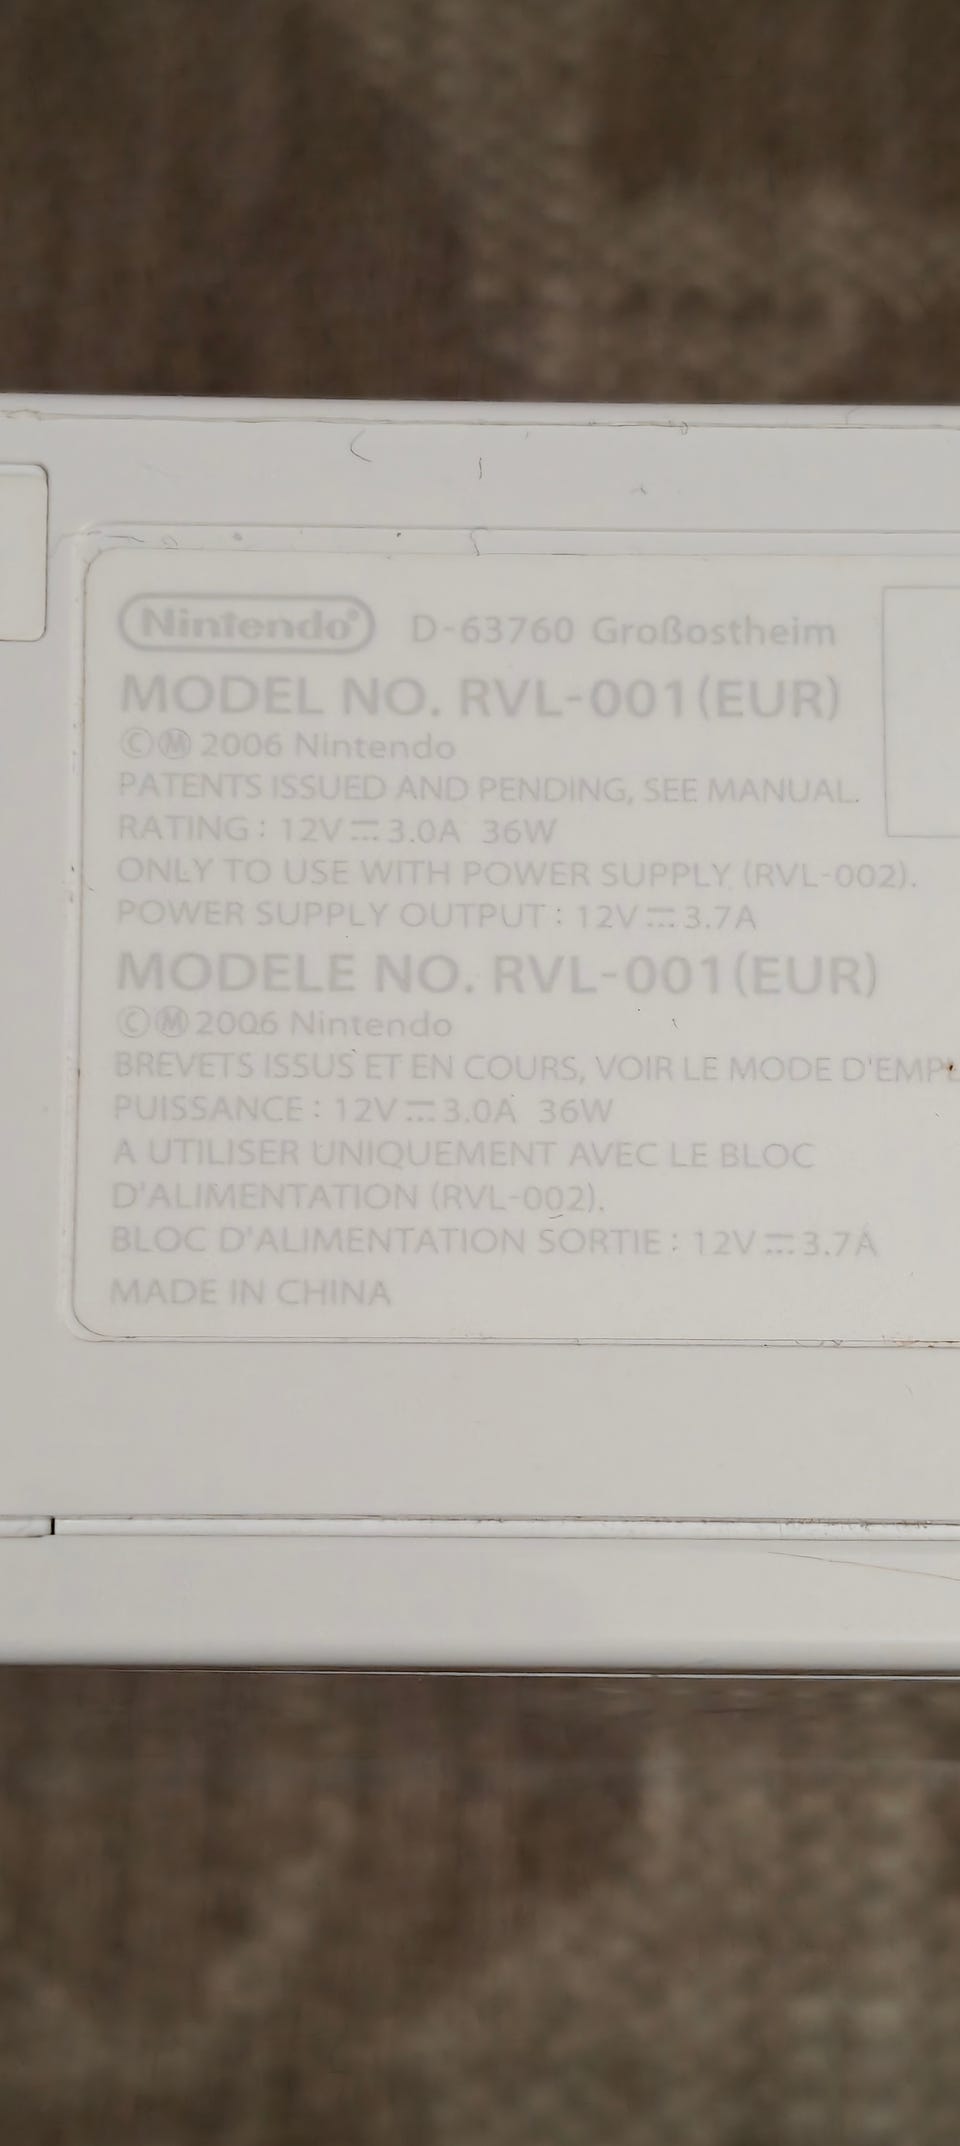 Nintendo® D-63760 Großostheim
MODEL NO. RVL-001(EUR)
©Ⓜ 2006 Nintendo
PATENTS ISSUED AND PENDING, SEE MANUAL.
RATING : 12V⎓3.0A 36W
ONLY TO USE WITH POWER SUPPLY (RVL-002).
POWER SUPPLY OUTPUT : 12V⎓3.7A
MODELE NO. RVL-001(EUR)
©Ⓜ 2006 Nintendo
BREVETS ISSUS ET EN COURS, VOIR LE MODE D'EMPL
PUISSANCE : 12V⎓3.0A 36W
A UTILISER UNIQUEMENT AVEC LE BLOC
D'ALIMENTATION (RVL-002).
BLOC D'ALIMENTATION SORTIE : 12V⎓3.7A
MADE IN CHINA